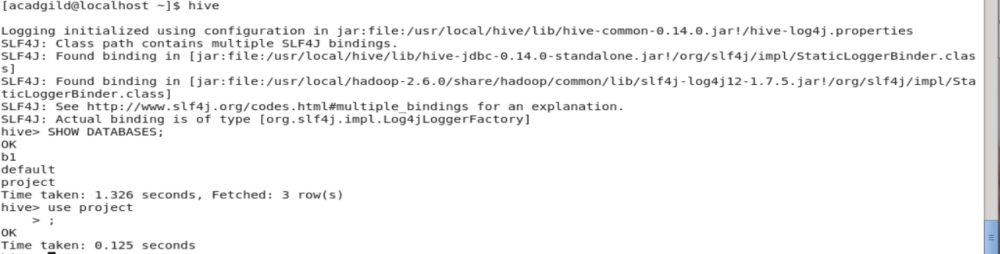 [acadgild@localhost ~]$ hive
Logging initialized using configuration in jar:file:/usr/local/hive/lib/hive-common-0.14.0.jar!/hive-log4j.properties
SLF4J: Class path contains multiple SLF4J bindings.
SLF4J: Found binding in [jar:file:/usr/local/hive/lib/hive-jdbc-0.14.0-standalone.jar!/org/slf4j/impl/StaticLoggerBinder.clas
s]
SLF4J: Found binding in [jar:file:/usr/local/hadoop-2.6.0/share/hadoop/common/lib/slf4j-log4j12-1.7.5.jar!/org/slf4j/impl/Sta
ticLoggerBinder.class]
SLF4J: See http://www.slf4j.org/codes.html#multiple_bindings for an explanation.
SLF4J: Actual binding is of type [org.slf4j.impl.Log4jLoggerFactory]
hive> SHOW DATABASES;
OK
b1
default
project
Time taken: 1.326 seconds, Fetched: 3 row(s)
hive> use project
    > ;
OK
Time taken: 0.125 seconds